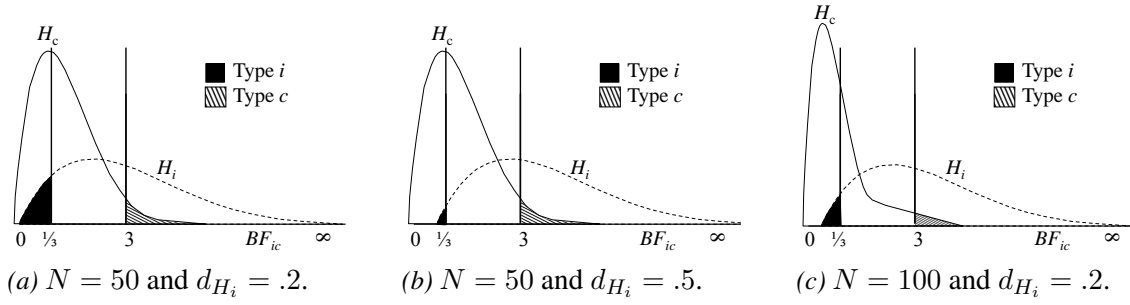 H_c
Type i
Type c
H_i
0 ⅓ 3 BF_ic ∞
(a) N = 50 and d_{H_i} = .2.
H_c
Type i
Type c
H_i
0 ⅓ 3 BF_ic ∞
(b) N = 50 and d_{H_i} = .5.
H_c
Type i
Type c
H_i
0 ⅓ 3 BF_ic ∞
(c) N = 100 and d_{H_i} = .2.